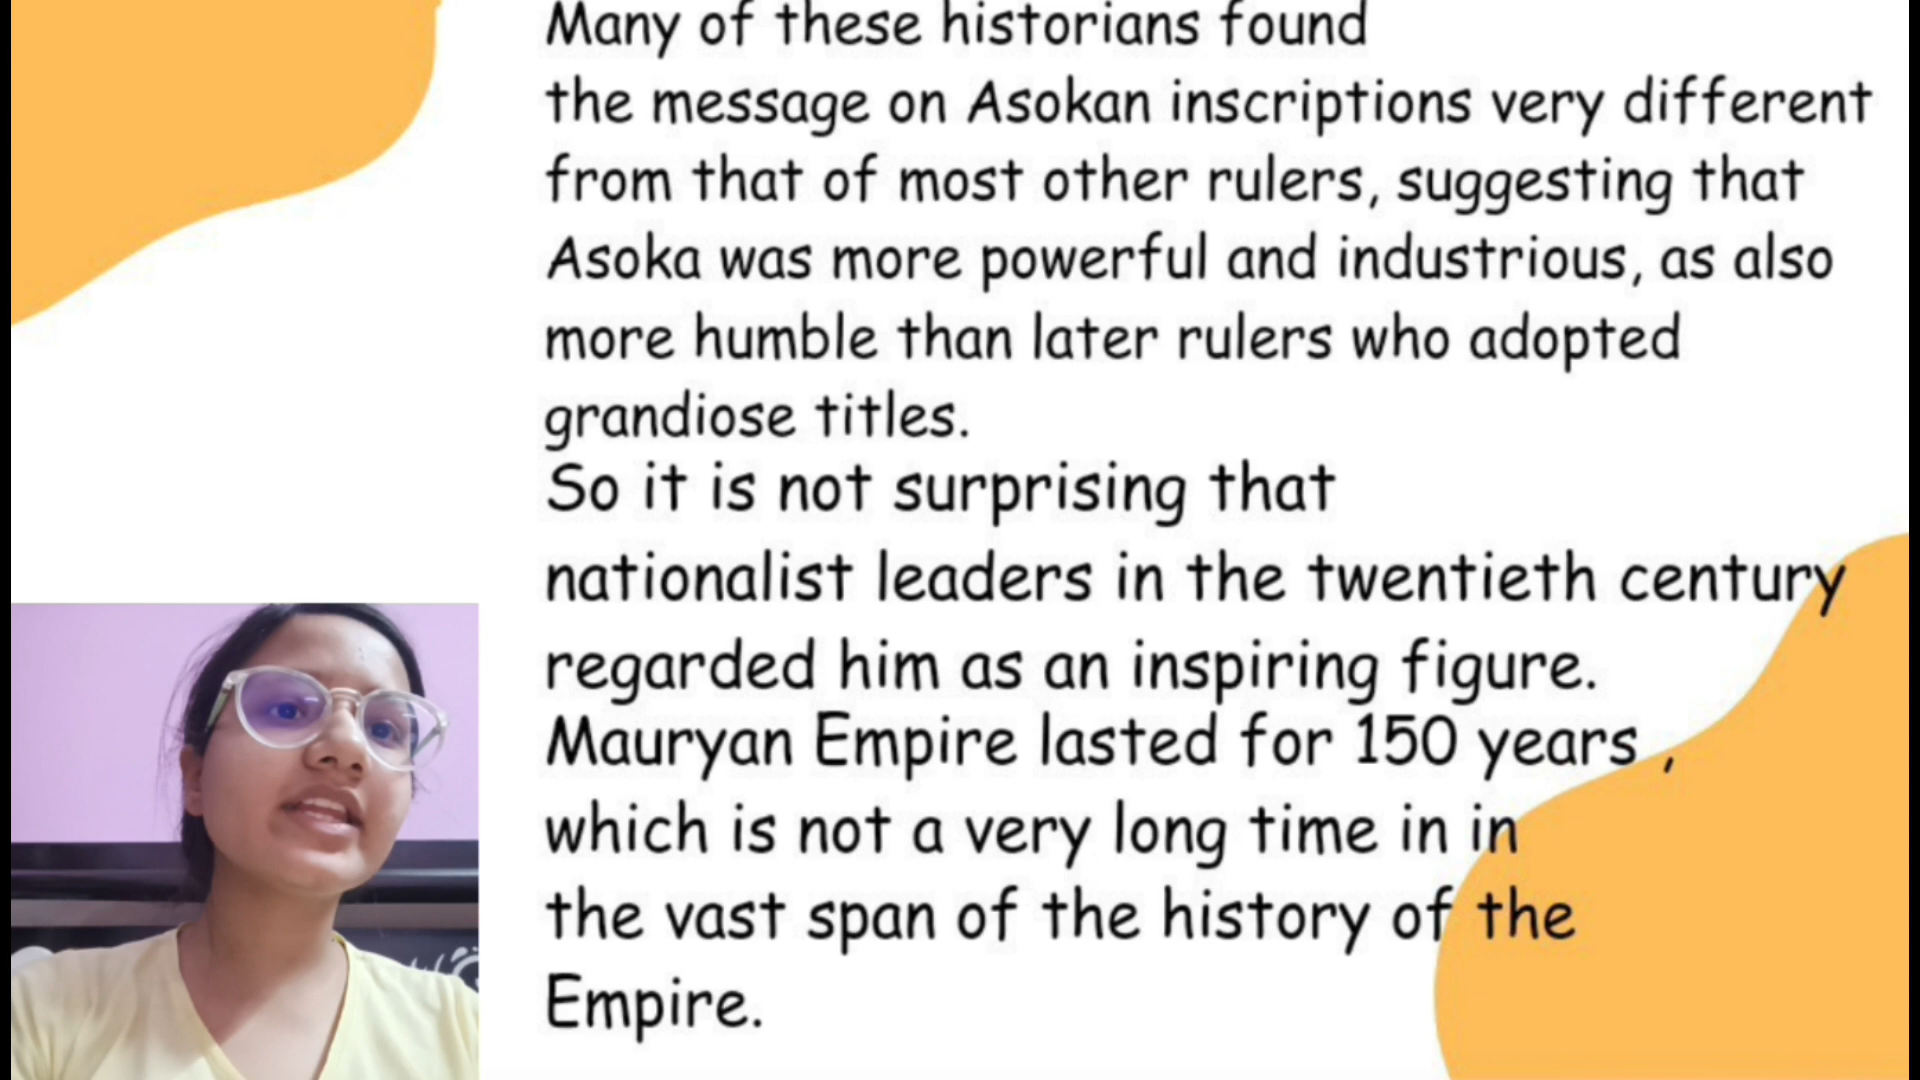 Many of these historians found
the message on Asokan inscriptions very different
from that of most other rulers, suggesting that
Asoka was more powerful and industrious, as also
more humble than later rulers who adopted
grandiose titles.
So it is not surprising that
nationalist leaders in the twentieth century
regarded him as an inspiring figure.
Mauryan Empire lasted for 150 years ,
which is not a very long time in in
the vast span of the history of the
Empire.